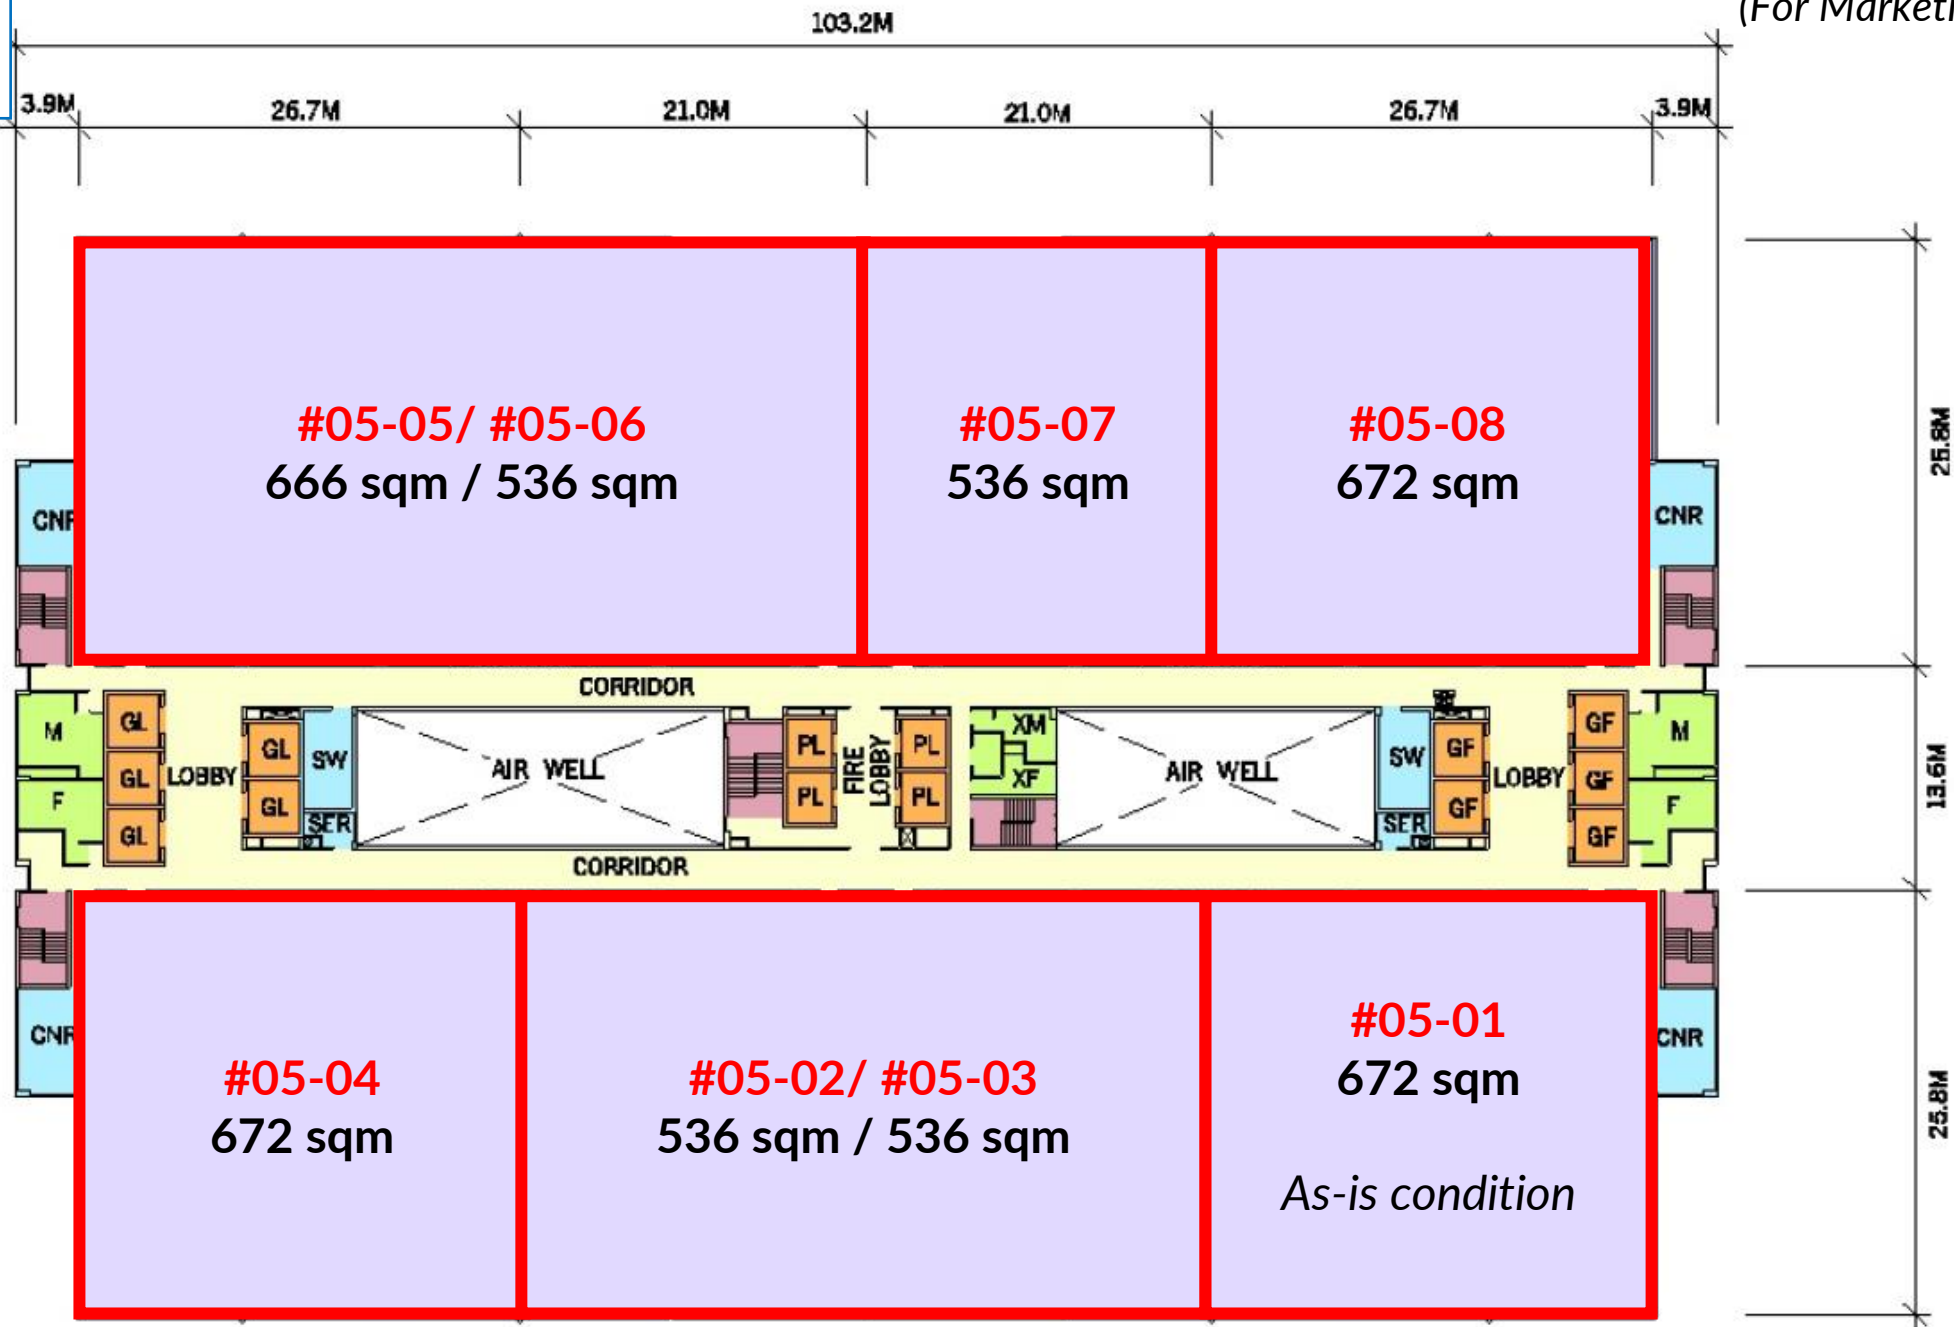 (For Marketi
103.2M
3.9M 26.7M 21.0M 21.0M 26.7M 3.9M
#05-05/ #05-06
666 sqm / 536 sqm
#05-07
536 sqm
#05-08
672 sqm
25.8M
CNR
CNR
CORRIDOR
M
F
GL
GL
GL
LOBBY
GL
GL
SW
SER
AIR WELL
PL
PL
FIRE
LOBBY
PL
PL
XM
XF
AIR WELL
SW
SER
GF
GF
LOBBY
GF
GF
GF
M
F
13.6M
CORRIDOR
CNR
CNR
#05-04
672 sqm
#05-02/ #05-03
536 sqm / 536 sqm
#05-01
672 sqm
As-is condition
25.8M